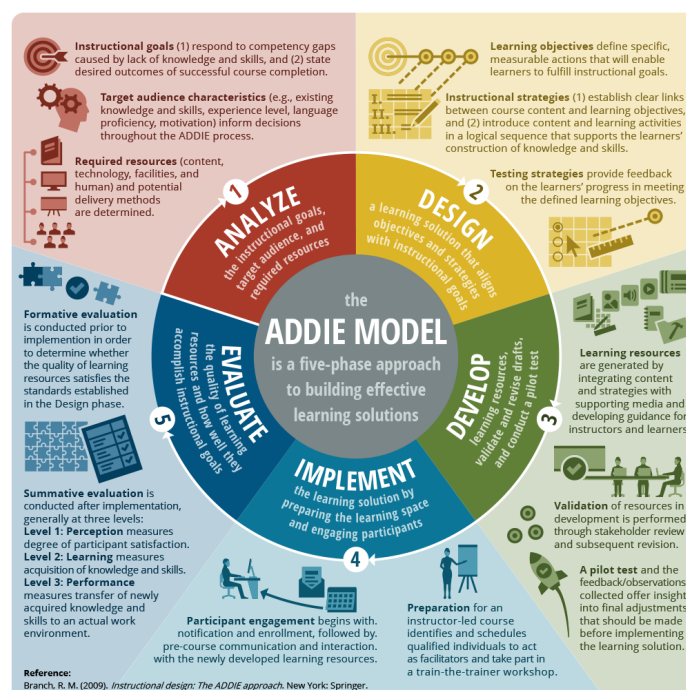 Instructional goals (1) respond to competency gaps
caused by lack of knowledge and skills, and (2) state
desired outcomes of successful course completion.
Target audience characteristics (e.g., existing
knowledge and skills, experience level, language
proficiency, motivation) inform decisions
throughout the ADDIE process.
Required resources (content,
technology, facilities, and
human) and potential
delivery methods
are determined.
Learning objectives define specific,
measurable actions that will enable
learners to fulfill instructional goals.
I.
II.
III.
Instructional strategies (1) establish clear links
between course content and learning objectives,
and (2) introduce content and learning activities
in a logical sequence that supports the learners'
construction of knowledge and skills.
Testing strategies provide feedback
on the learners' progress in meeting
the defined learning objectives.
1
ANALYZE
the instructional goals,
target audience, and
required resources
2
DESIGN
a learning solution that aligns
objectives and strategies
with instructional goals
the
ADDIE MODEL
is a five-phase approach
to building effective
learning solutions
3
DEVELOP
learning resources,
validate and revise drafts,
and conduct a pilot test
Learning resources
are generated by
integrating content
and strategies with
supporting media and
developing guidance for
instructors and learners
Validation of resources in
development is performed
through stakeholder review
and subsequent revision.
A pilot test and the
feedback/observations
collected offer insight
into final adjustments
that should be made
before implementing
the learning solution.
4
IMPLEMENT
the learning solution by
preparing the learning space
and engaging participants
Participant engagement begins with.
notification and enrollment, followed by.
pre-course communication and interaction.
with the newly developed learning resources.
Preparation for an
instructor-led course
identifies and schedules
qualified individuals to act
as facilitators and take part in
a train-the-trainer workshop.
5
EVALUATE
the quality of learning
resources and how well they
accomplish instructional goals
Formative evaluation
is conducted prior to
implemention in order
to determine whether
the quality of learning
resources satisfies the
standards established
in the Design phase.
Summative evaluation is
conducted after implementation,
generally at three levels:
Level 1: Perception measures
degree of participant satisfaction.
Level 2: Learning measures
acquisition of knowledge and skills.
Level 3: Performance
measures transfer of newly
acquired knowledge and
skills to an actual work
environment.
Reference:
Branch, R. M. (2009). Instructional design: The ADDIE approach. New York: Springer.